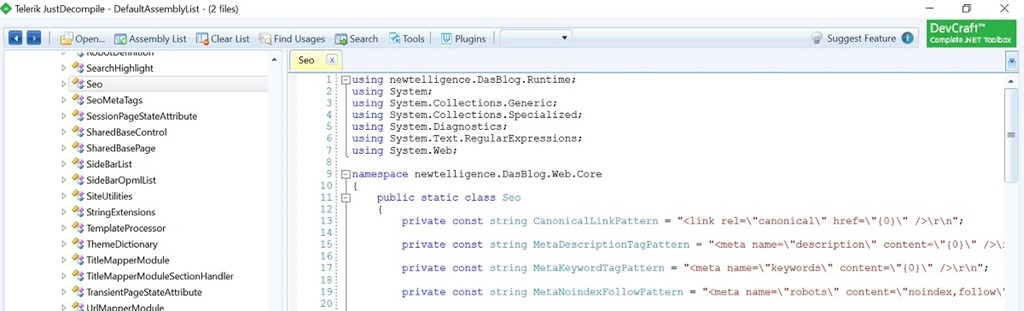 Telerik JustDecompile - DefaultAssemblyList - (2 files)
Open... Assembly List Clear List Find Usages Search Tools Plugins Suggest Feature
DevCraft™
Complete .NET Toolbox
RobotDefinition
SearchHighlight
Seo
SeoMetaTags
SessionPageStateAttribute
SharedBaseControl
SharedBasePage
SideBarList
SideBarOpmlList
SiteUtilities
StringExtensions
TemplateProcessor
ThemeDictionary
TitleMapperModule
TitleMapperModuleSectionHandler
TransientPageStateAttribute
UrlMapperModule
Seo x
1 using newtelligence.DasBlog.Runtime;
2 using System;
3 using System.Collections.Generic;
4 using System.Collections.Specialized;
5 using System.Diagnostics;
6 using System.Text.RegularExpressions;
7 using System.Web;
8
9 namespace newtelligence.DasBlog.Web.Core
10 {
11 public static class Seo
12 {
13 private const string CanonicalLinkPattern = "<link rel=\"canonical\" href=\"{0}\" />\r\n";
14
15 private const string MetaDescriptionTagPattern = "<meta name=\"description\" content=\"{0}\" />\
16
17 private const string MetaKeywordTagPattern = "<meta name=\"keywords\" content=\"{0}\" />\r\n";
18
19 private const string MetaNoindexFollowPattern = "<meta name=\"robots\" content=\"noindex,follow\"
20